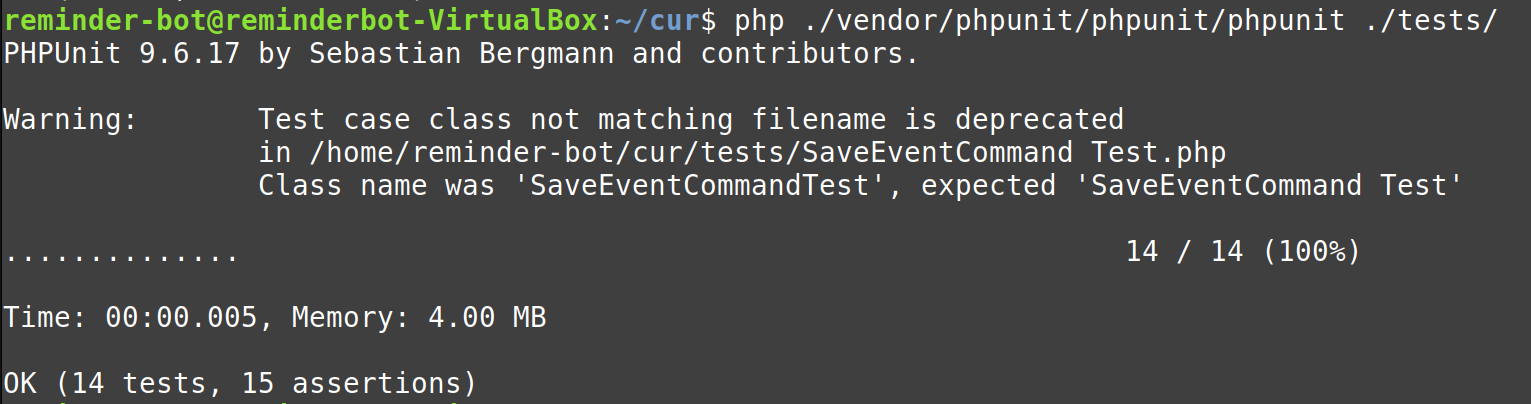 reminder-bot@reminderbot-VirtualBox:~/cur$ php ./vendor/phpunit/phpunit/phpunit ./tests/
PHPUnit 9.6.17 by Sebastian Bergmann and contributors.
Warning:       Test case class not matching filename is deprecated
in /home/reminder-bot/cur/tests/SaveEventCommand Test.php
Class name was 'SaveEventCommandTest', expected 'SaveEventCommand Test'
.............. 14 / 14 (100%)
Time: 00:00.005, Memory: 4.00 MB
OK (14 tests, 15 assertions)